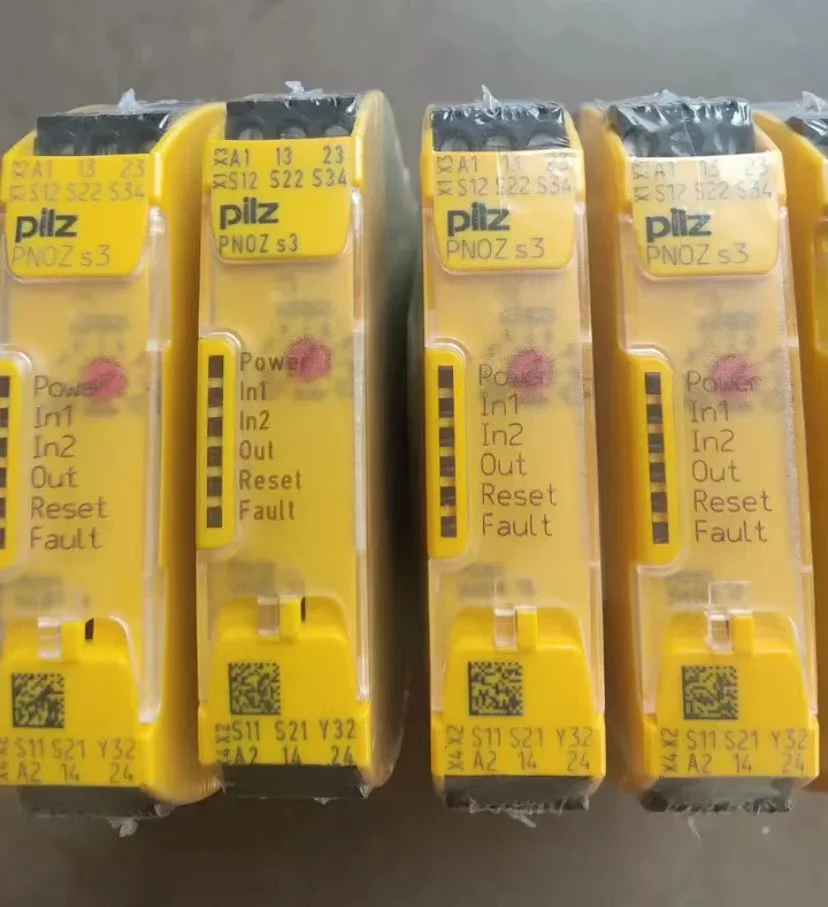 X3 A1 13 23
X1 S12 S22 S34
pilz
PNOZ s3
Power
In1
In2
Out
Reset
Fault
X2 S11 S21 Y32
X4 A2 14 24
X3 A1 13 23
X1 S12 S22 S34
pilz
PNOZ s3
Power
In1
In2
Out
Reset
Fault
X2 S11 S21 Y32
A2 14 24
X3 A1 13 23
X1 S12 S22 S34
pilz
PNOZ s3
Power
In1
In2
Out
Reset
Fault
X2 S11 S21 Y32
X4 A2 14 24
X3 A1 13 23
X1 S12 S22 S34
pilz
PNOZ s3
Power
In1
In2
Out
Reset
Fault
X2 S11 S21 Y32
X4 A2 14 24